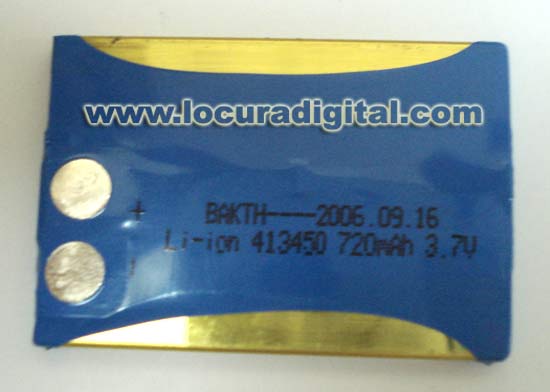 www.locuradigital.com
+
BAKTH----2006.09.16
-
Li-ion 413450 720mAh 3.7V